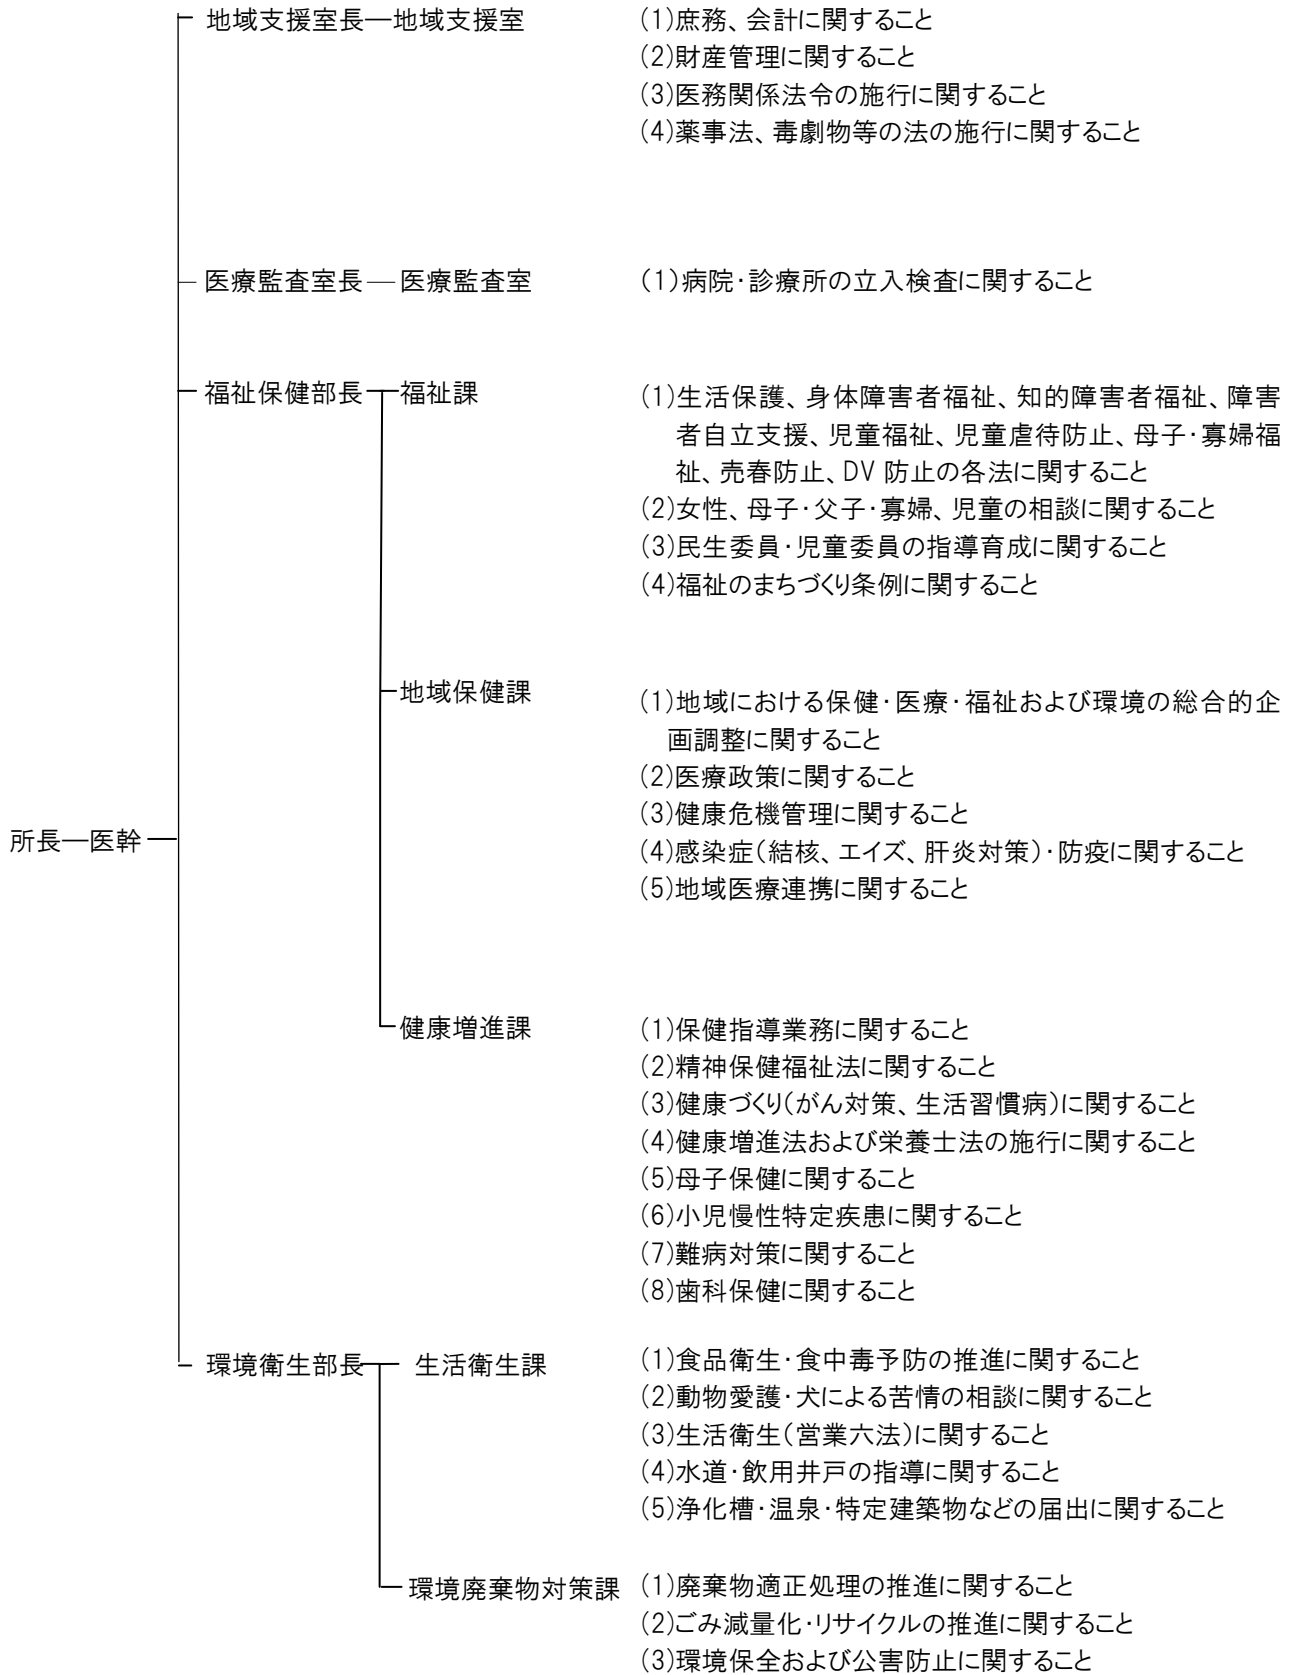 地域支援室長―地域支援室
(1)庶務、会計に関すること
(2)財産管理に関すること
(3)医務関係法令の施行に関すること
(4)薬事法、毒劇物等の法の施行に関すること
医療監査室長 ― 医療監査室
(1)病院・診療所の立入検査に関すること
福祉保健部長
福祉課
(1)生活保護、身体障害者福祉、知的障害者福祉、障害
者自立支援、児童福祉、児童虐待防止、母子・寡婦福
祉、売春防止、DV 防止の各法に関すること
(2)女性、母子・父子・寡婦、児童の相談に関すること
(3)民生委員・児童委員の指導育成に関すること
(4)福祉のまちづくり条例に関すること
地域保健課
(1)地域における保健・医療・福祉および環境の総合的企
画調整に関すること
(2)医療政策に関すること
(3)健康危機管理に関すること
(4)感染症(結核、エイズ、肝炎対策)・防疫に関すること
(5)地域医療連携に関すること
所長―医幹
健康増進課
(1)保健指導業務に関すること
(2)精神保健福祉法に関すること
(3)健康づくり(がん対策、生活習慣病)に関すること
(4)健康増進法および栄養士法の施行に関すること
(5)母子保健に関すること
(6)小児慢性特定疾患に関すること
(7)難病対策に関すること
(8)歯科保健に関すること
環境衛生部長
生活衛生課
(1)食品衛生・食中毒予防の推進に関すること
(2)動物愛護・犬による苦情の相談に関すること
(3)生活衛生(営業六法)に関すること
(4)水道・飲用井戸の指導に関すること
(5)浄化槽・温泉・特定建築物などの届出に関すること
環境廃棄物対策課
(1)廃棄物適正処理の推進に関すること
(2)ごみ減量化・リサイクルの推進に関すること
(3)環境保全および公害防止に関すること